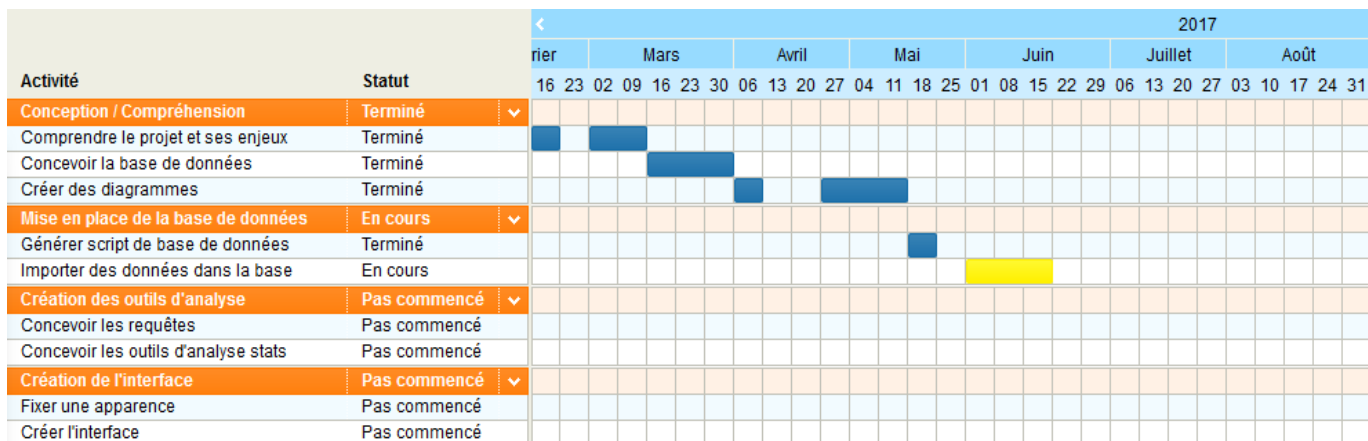 2017
rier Mars Avril Mai Juin Juillet Août
Activité Statut 16 23 02 09 16 23 30 06 13 20 27 04 11 18 25 01 08 15 22 29 06 13 20 27 03 10 17 24 31
Conception / Compréhension Terminé
Comprendre le projet et ses enjeux Terminé
Concevoir la base de données Terminé
Créer des diagrammes Terminé
Mise en place de la base de données En cours
Générer script de base de données Terminé
Importer des données dans la base En cours
Création des outils d'analyse Pas commencé
Concevoir les requêtes Pas commencé
Concevoir les outils d'analyse stats Pas commencé
Création de l'interface Pas commencé
Fixer une apparence Pas commencé
Créer l'interface Pas commencé